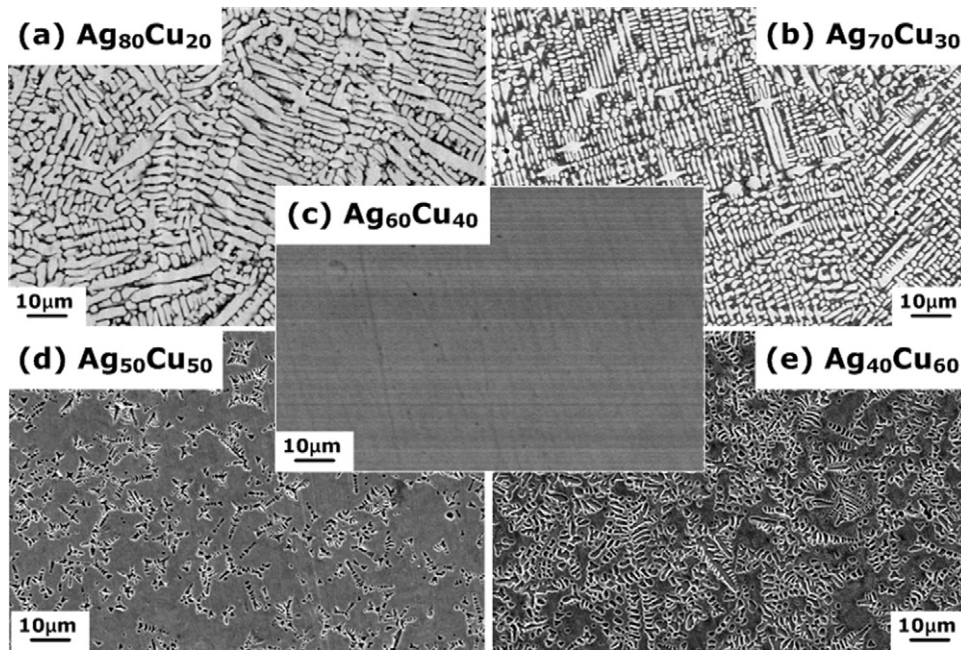 (a) Ag₈₀Cu₂₀
(b) Ag₇₀Cu₃₀
10μm
10μm
(c) Ag₆₀Cu₄₀
10μm
(d) Ag₅₀Cu₅₀
(e) Ag₄₀Cu₆₀
10μm
10μm